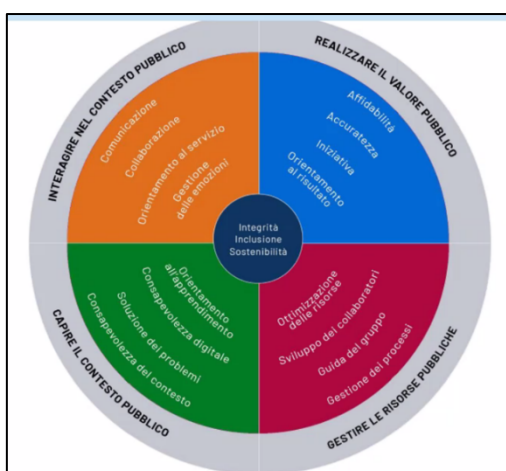 INTERAGIRE NEL CONTESTO PUBBLICO
Comunicazione
Collaborazione
Orientamento al servizio
Gestione
delle emozioni
REALIZZARE IL VALORE PUBBLICO
Affidabilità
Accuratezza
Iniziativa
Orientamento
al risultato
Integrità
Inclusione
Sostenibilità
CAPIRE IL CONTESTO PUBBLICO
Orientamento
all'apprendimento
Consapevolezza digitale
Soluzione dei problemi
Consapevolezza del contesto
GESTIRE LE RISORSE PUBBLICHE
Ottimizzazione
delle risorse
Sviluppo dei collaboratori
Guida del gruppo
Gestione dei processi